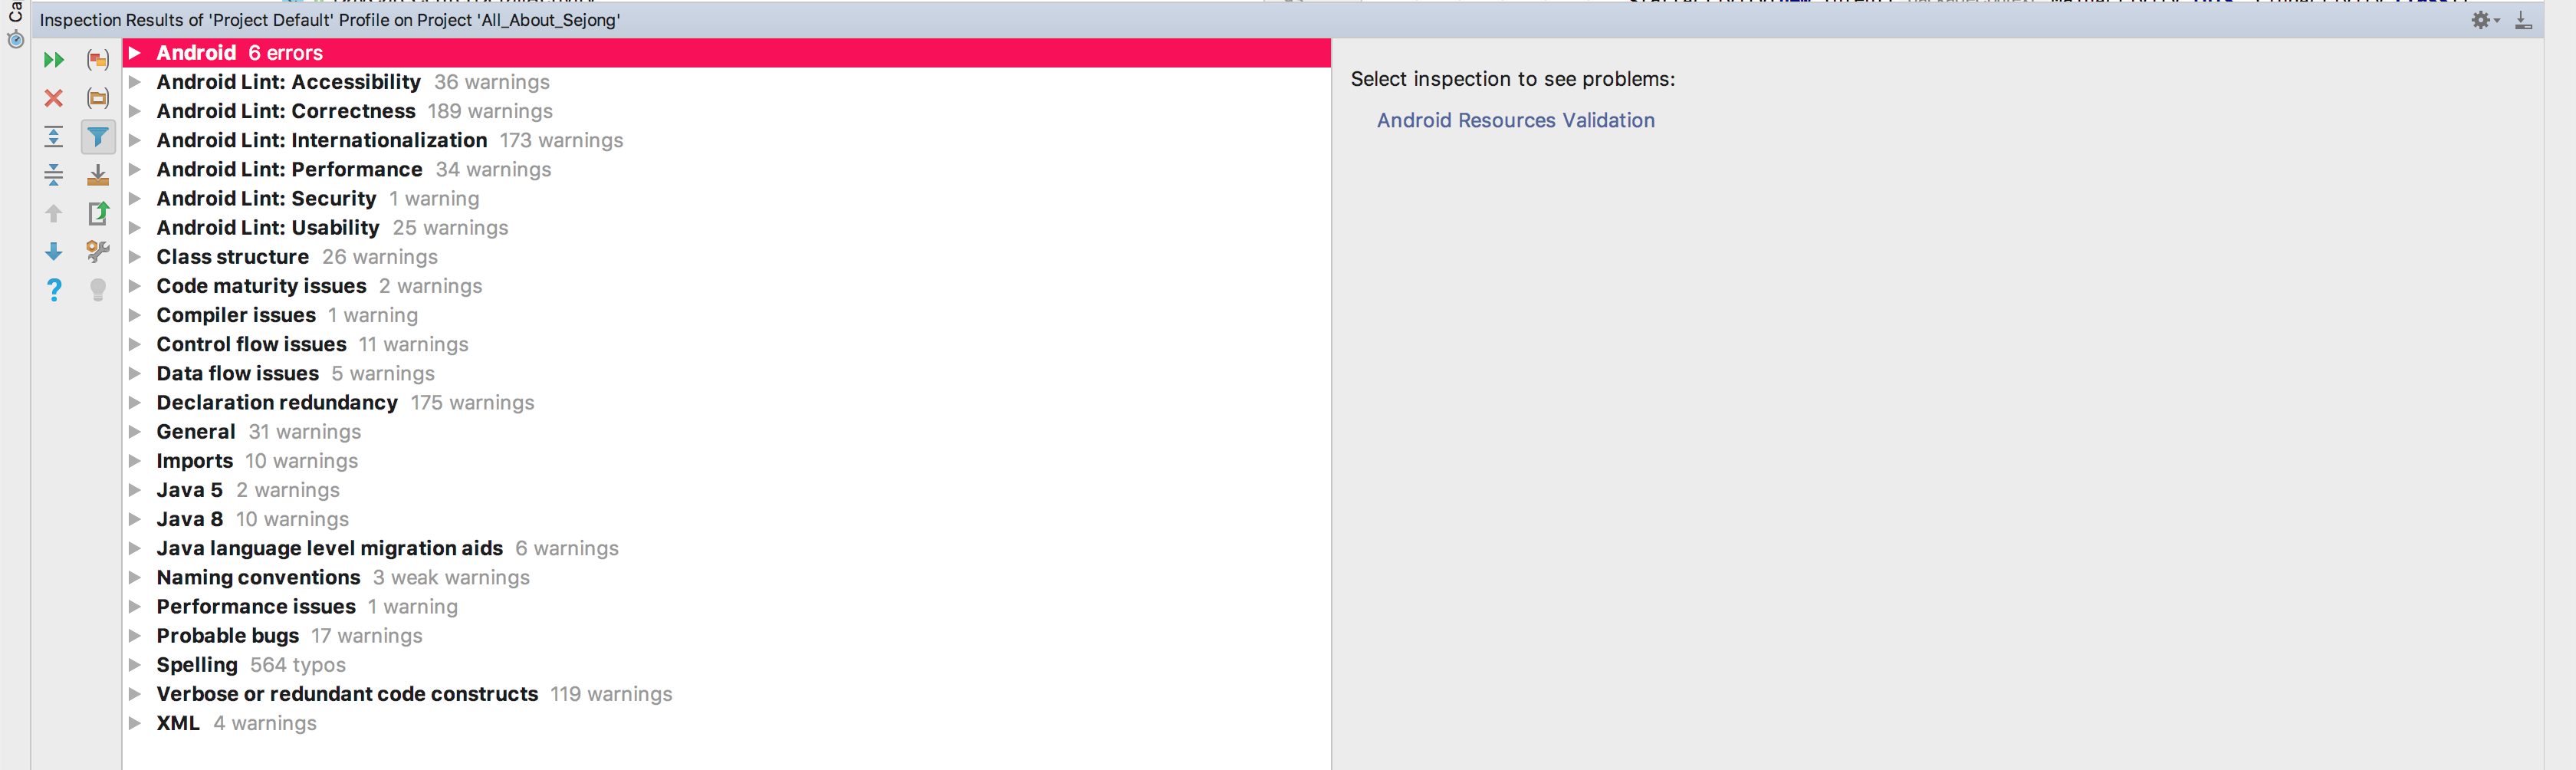 Ca
Inspection Results of 'Project Default' Profile on Project 'All_About_Sejong'
Android 6 errors
Android Lint: Accessibility 36 warnings
Android Lint: Correctness 189 warnings
Android Lint: Internationalization 173 warnings
Android Lint: Performance 34 warnings
Android Lint: Security 1 warning
Android Lint: Usability 25 warnings
Class structure 26 warnings
Code maturity issues 2 warnings
Compiler issues 1 warning
Control flow issues 11 warnings
Data flow issues 5 warnings
Declaration redundancy 175 warnings
General 31 warnings
Imports 10 warnings
Java 5 2 warnings
Java 8 10 warnings
Java language level migration aids 6 warnings
Naming conventions 3 weak warnings
Performance issues 1 warning
Probable bugs 17 warnings
Spelling 564 typos
Verbose or redundant code constructs 119 warnings
XML 4 warnings
Select inspection to see problems:
Android Resources Validation